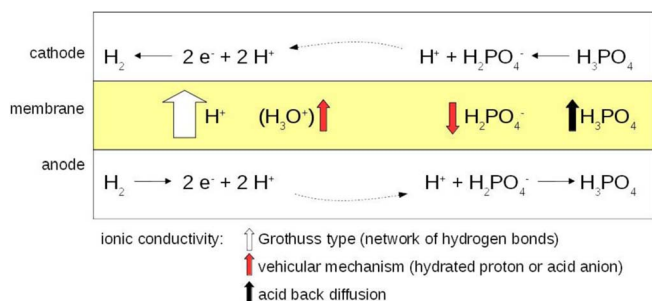 cathode
H₂ ← 2 e⁻ + 2 H⁺
H⁺ + H₂PO₄⁻ ← H₃PO₄
membrane
H⁺
(H₃O⁺)
H₂PO₄⁻
H₃PO₄
anode
H₂ → 2 e⁻ + 2 H⁺
H⁺ + H₂PO₄⁻ → H₃PO₄
ionic conductivity:
Grothuss type (network of hydrogen bonds)
vehicular mechanism (hydrated proton or acid anion)
acid back diffusion